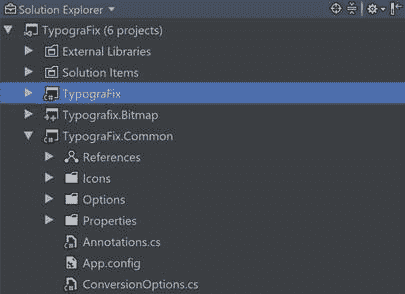 Solution Explorer
TypograFix (6 projects)
External Libraries
Solution Items
TypograFix
Typografix.Bitmap
TypograFix.Common
References
Icons
Options
Properties
Annotations.cs
App.config
ConversionOptions.cs